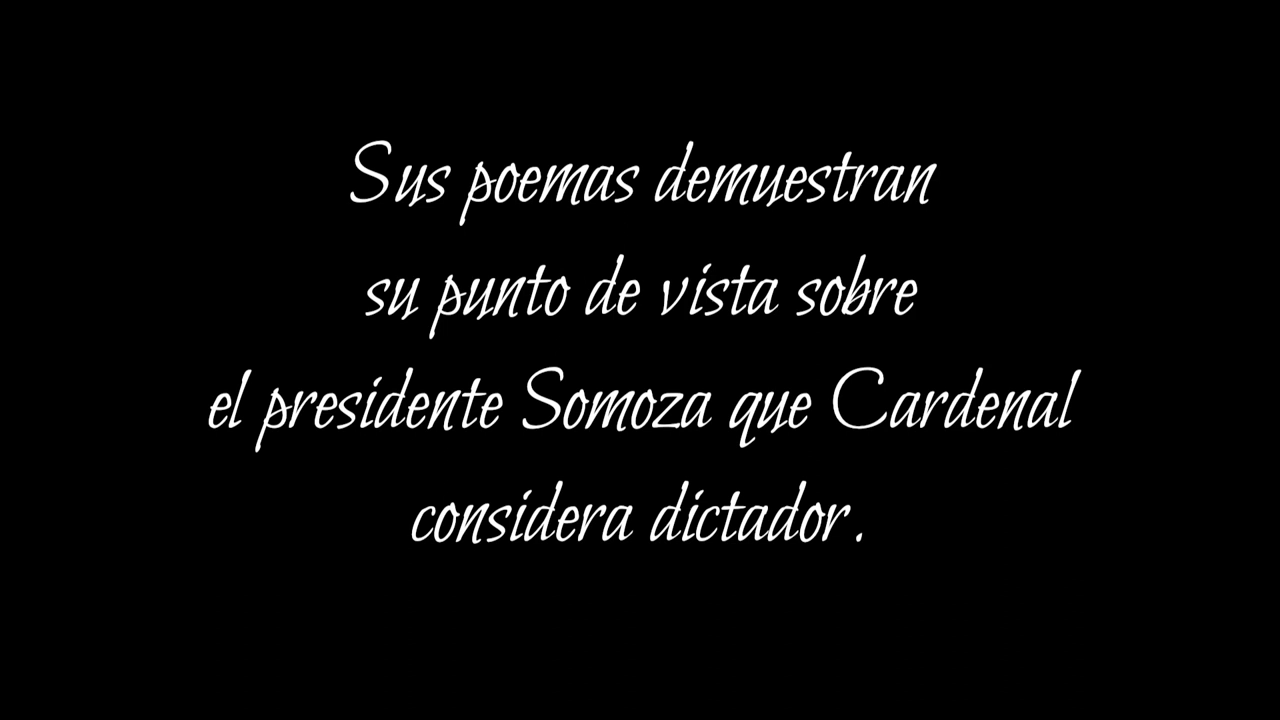 Sus poemas demuestran
su punto de vista sobre
el presidente Somoza que Cardenal
considera dictador.